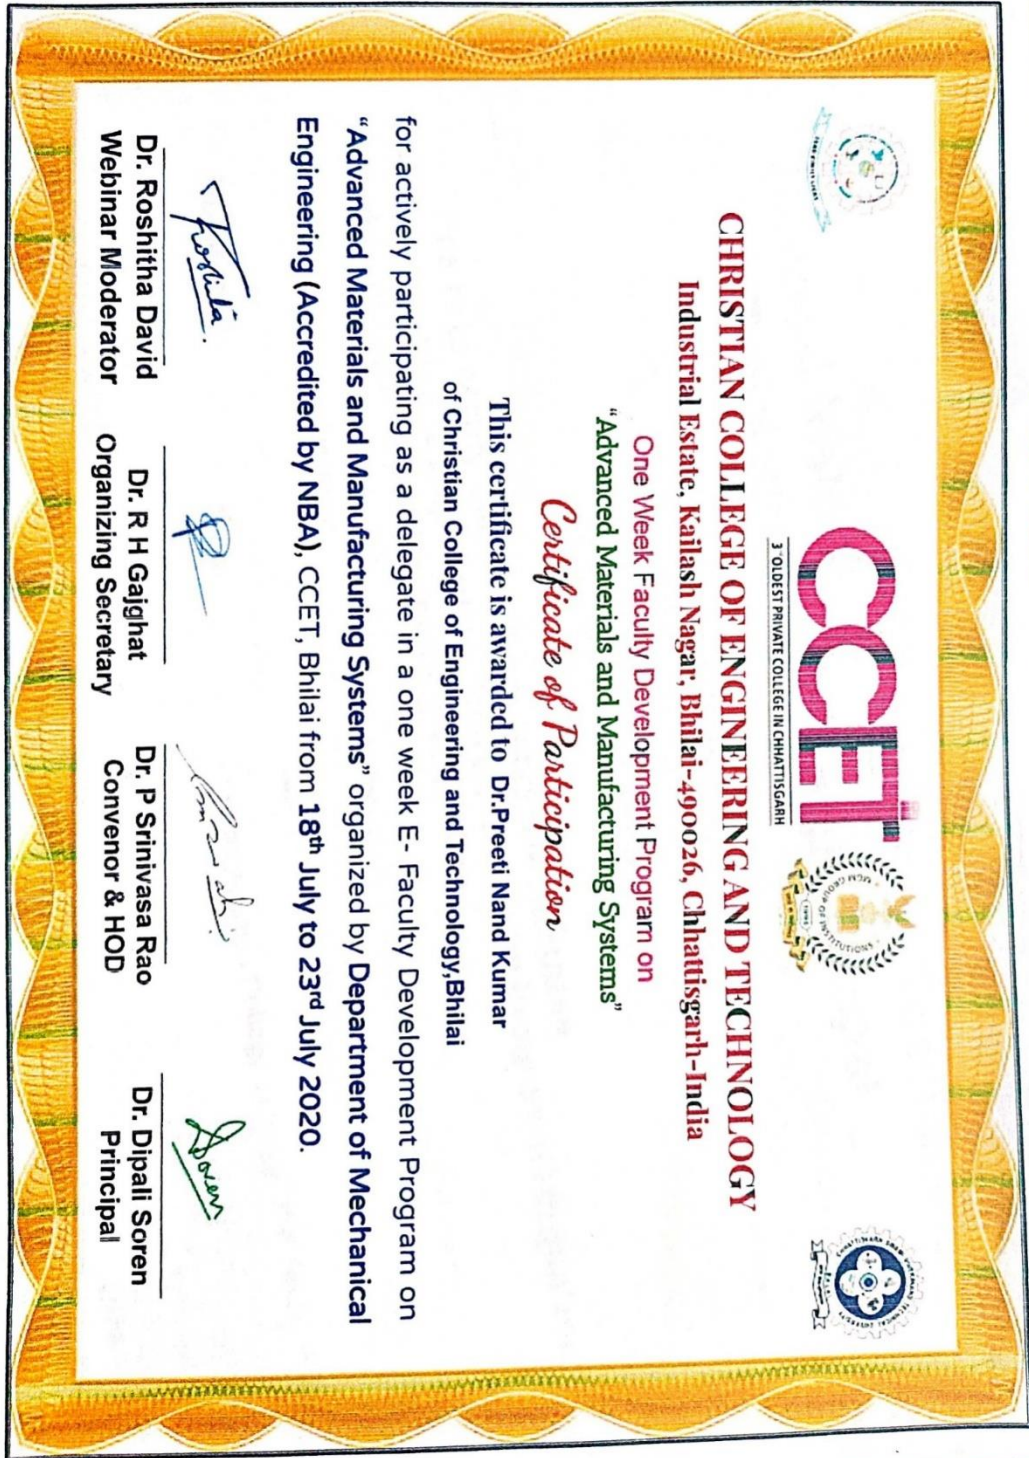 CCET
3rd OLDEST PRIVATE COLLEGE IN CHHATTISGARH
MGM GROUP OF INSTITUTIONS
CHRISTIAN COLLEGE OF ENGINEERING AND TECHNOLOGY
Industrial Estate, Kailash Nagar, Bhilai-490026, Chhattisgarh-India
One Week Faculty Development Program on
“Advanced Materials and Manufacturing Systems”
Certificate of Participation
This certificate is awarded to Dr.Preeti Nand Kumar
of Christian College of Engineering and Technology,Bhilai
for actively participating as a delegate in a one week E- Faculty Development Program on
“Advanced Materials and Manufacturing Systems” organized by Department of Mechanical
Engineering (Accredited by NBA), CCET, Bhilai from 18th July to 23rd July 2020.
Dr. Roshitha David
Webinar Moderator
Dr. R H Gajghat
Organizing Secretary
Dr. P Srinivasa Rao
Convenor & HOD
Dr. Dipali Soren
Principal